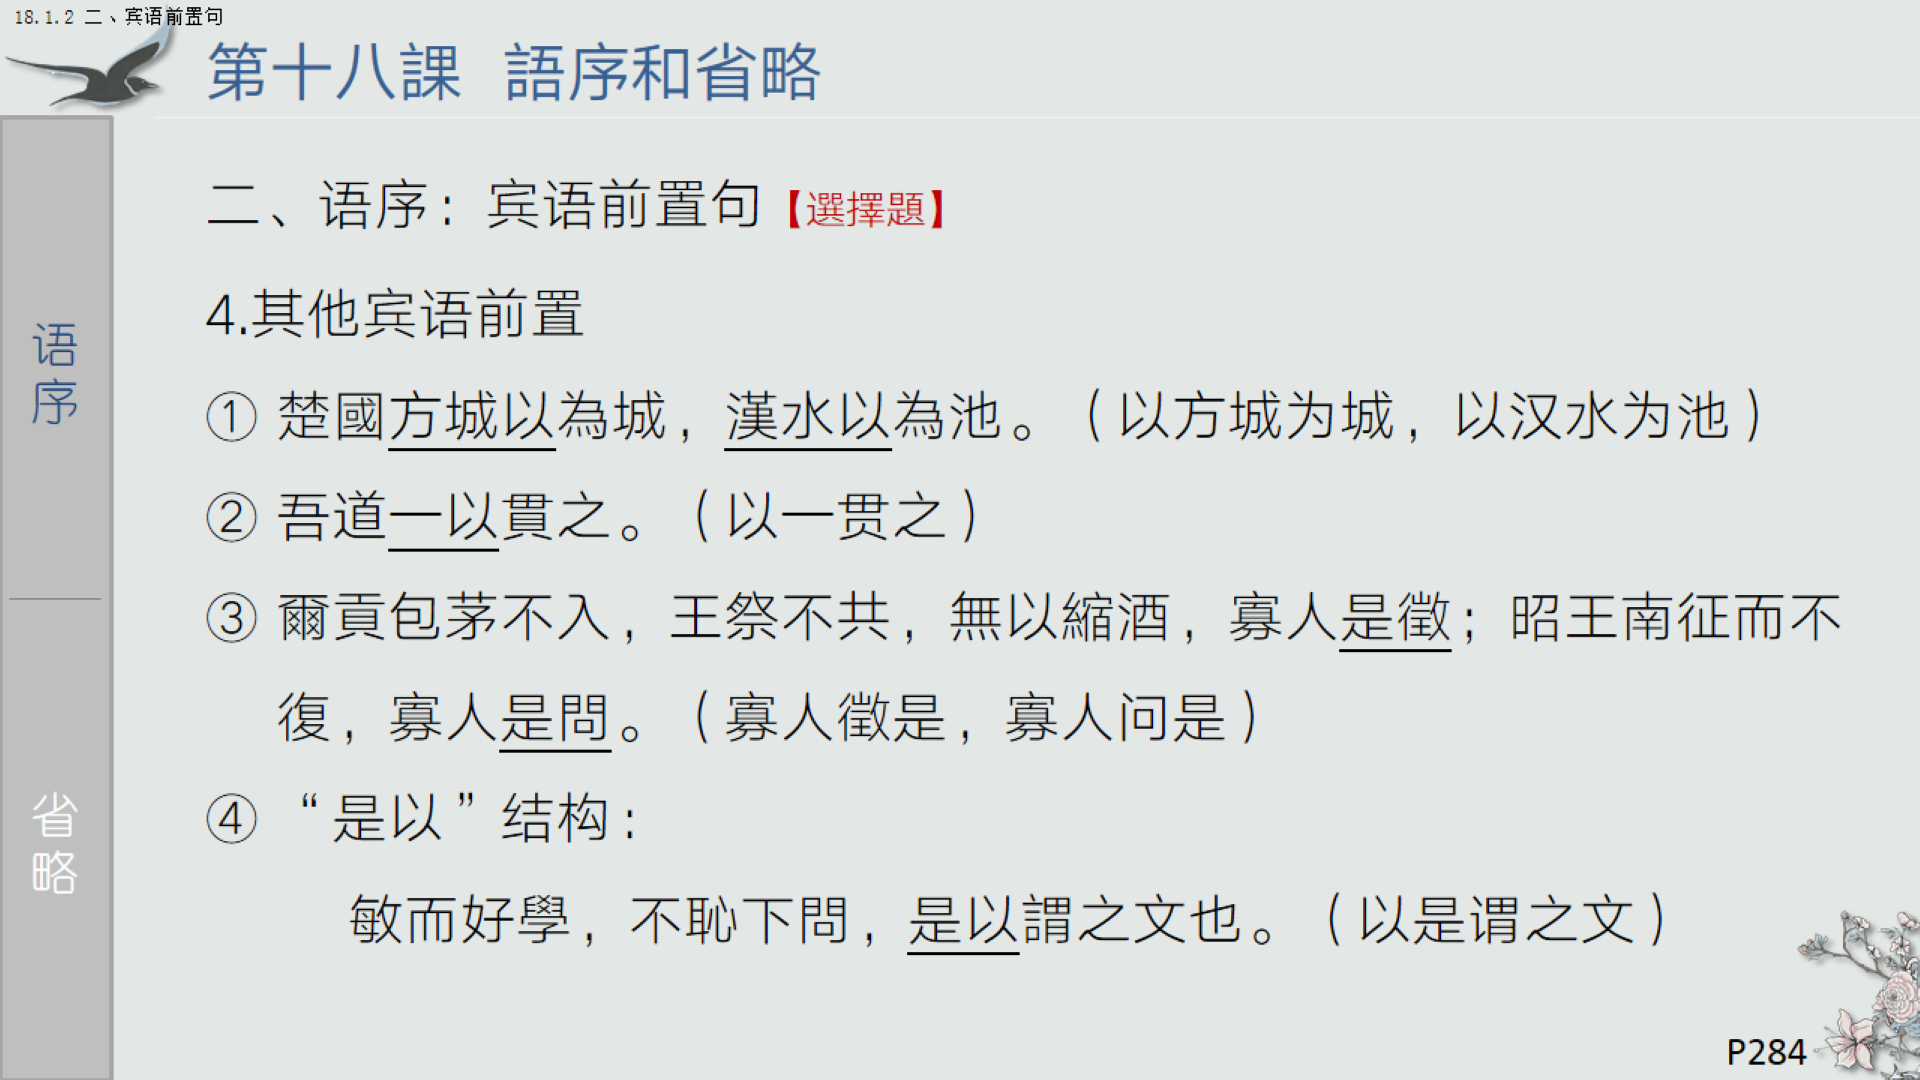 18.1.2 二、宾语前置句
第十八課 語序和省略
语序
省略
二、语序：宾语前置句【選擇題】
4.其他宾语前置
① 楚國方城以為城，漢水以為池。（以方城为城，以汉水为池）
② 吾道一以貫之。（以一贯之）
③ 爾貢包茅不入，王祭不共，無以縮酒，寡人是徵；昭王南征而不
復，寡人是問。（寡人徵是，寡人问是）
④ “是以”结构：
敏而好學，不恥下問，是以謂之文也。（以是谓之文）
P284